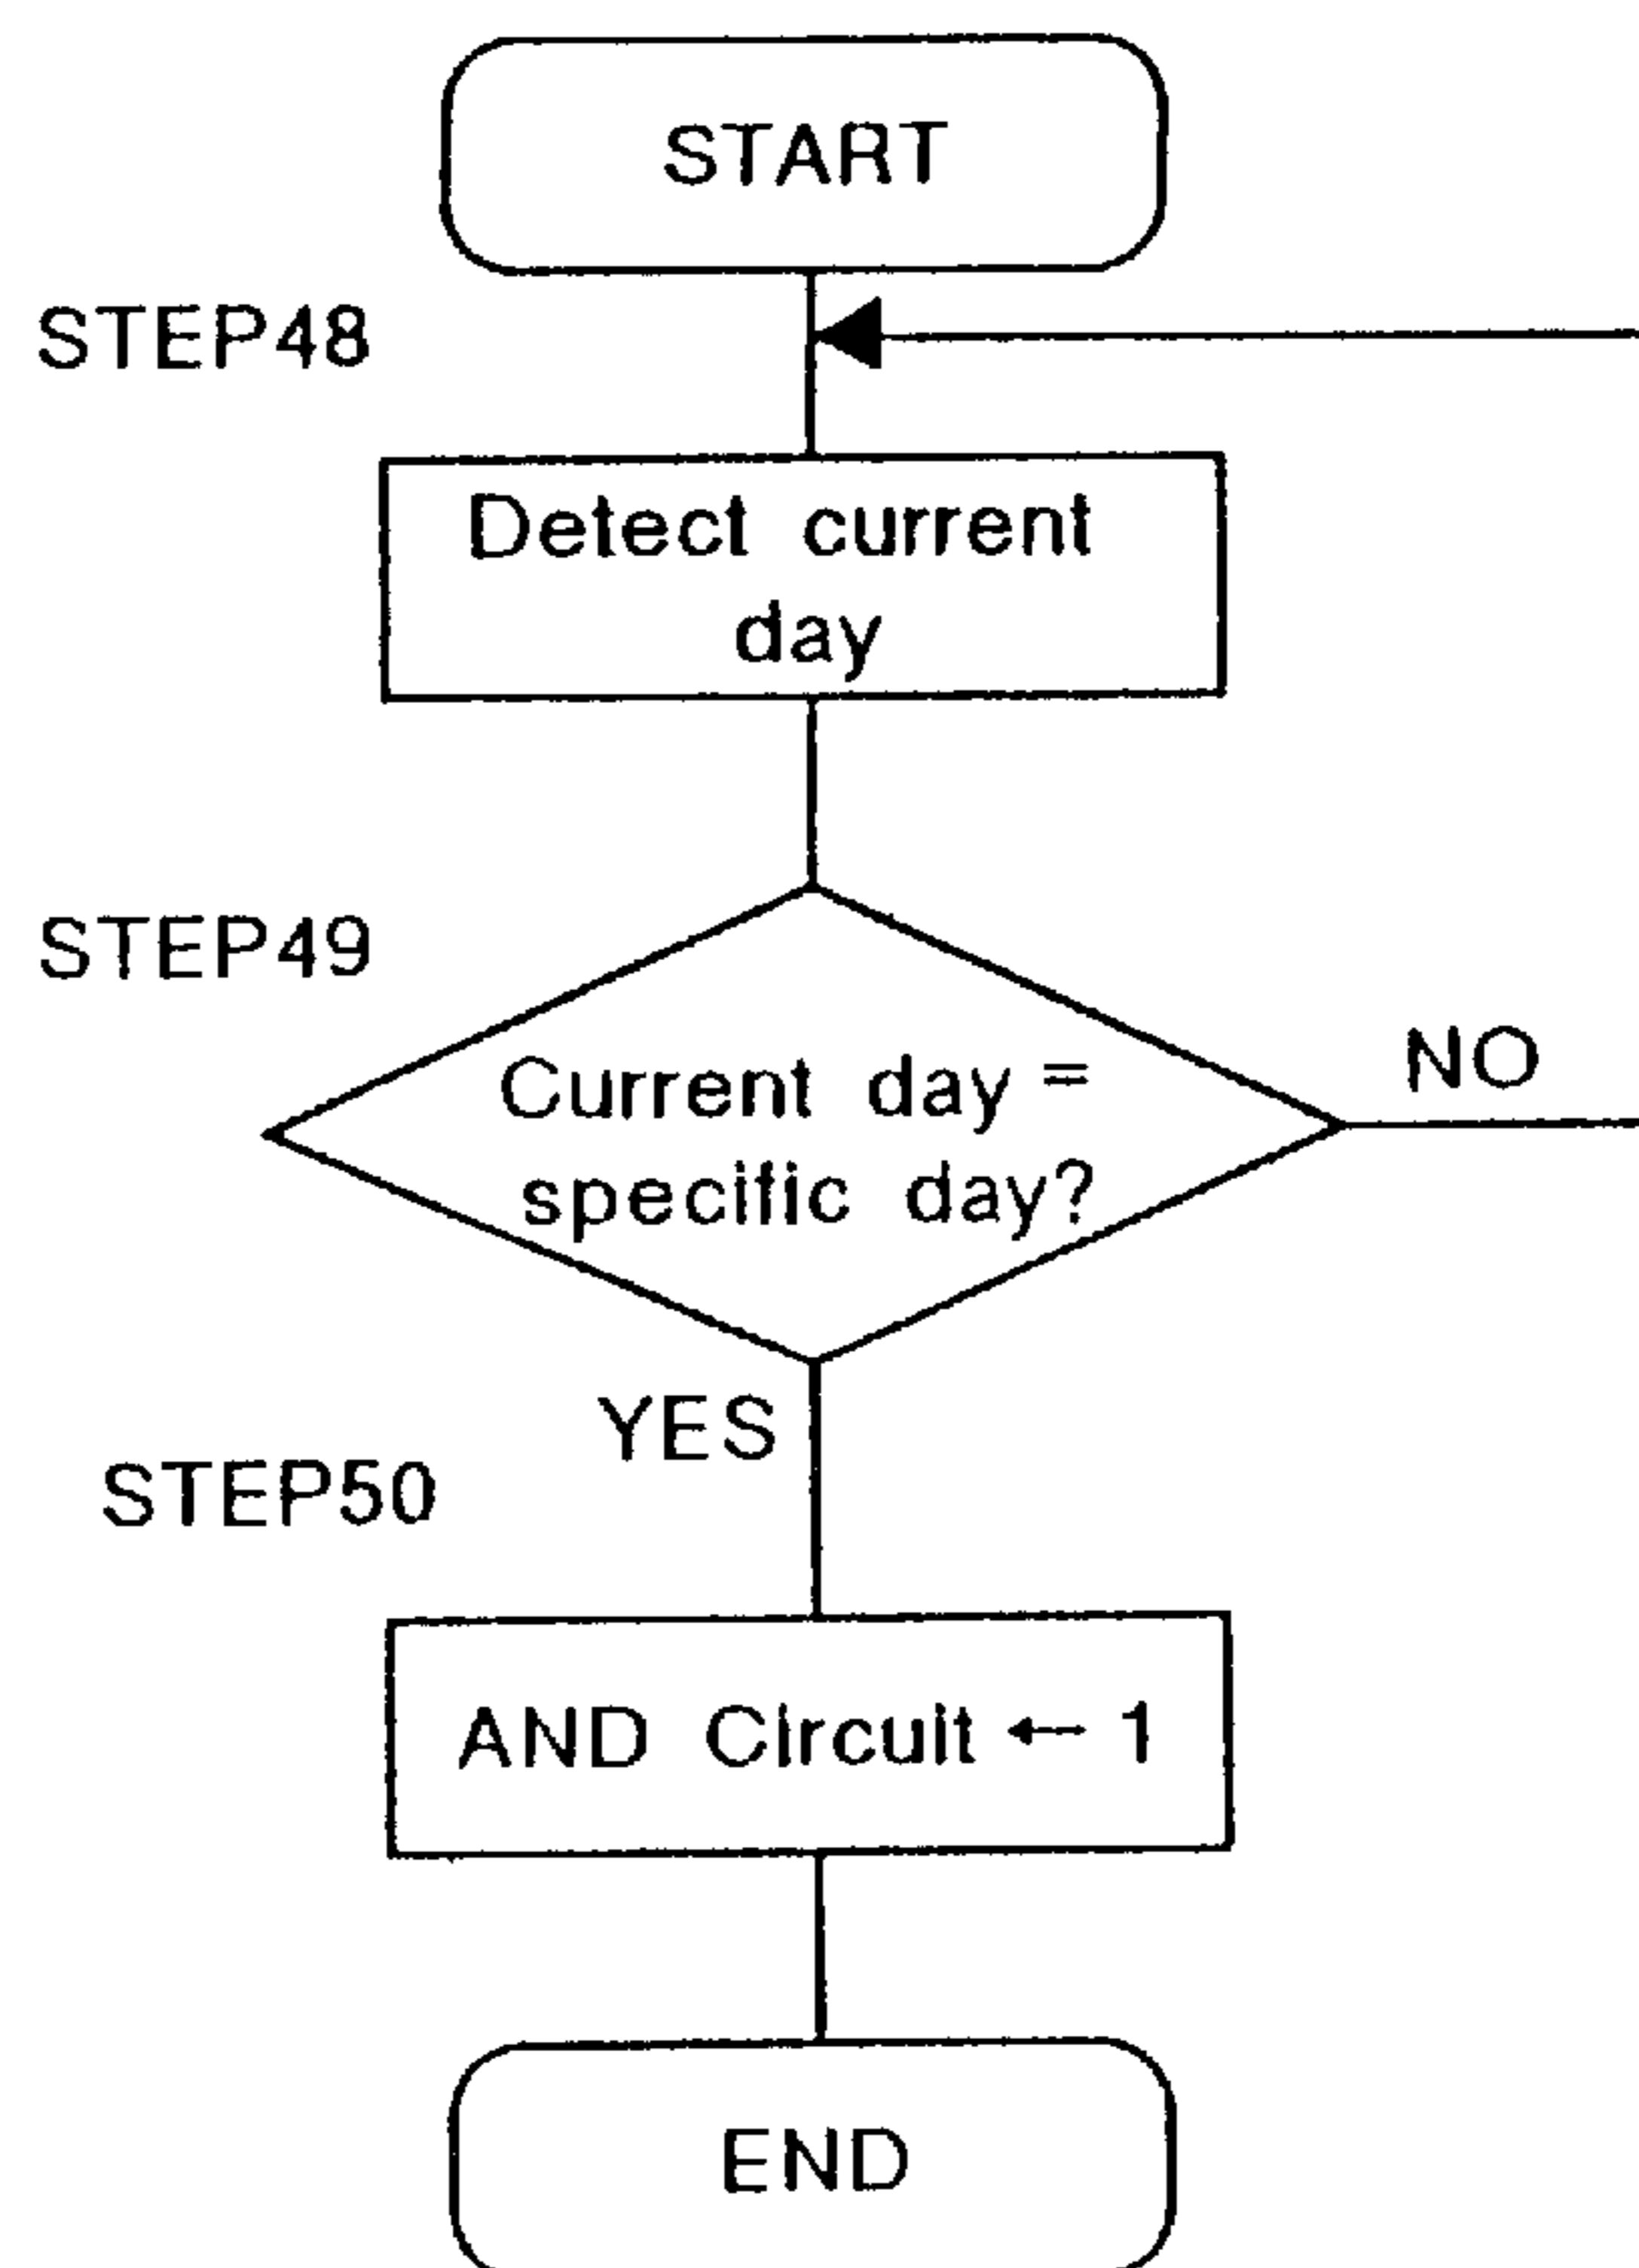 START
STEP48
Detect current
day
STEP49
Current day =
specific day?
NO
YES
STEP50
AND Circuit ← 1
END